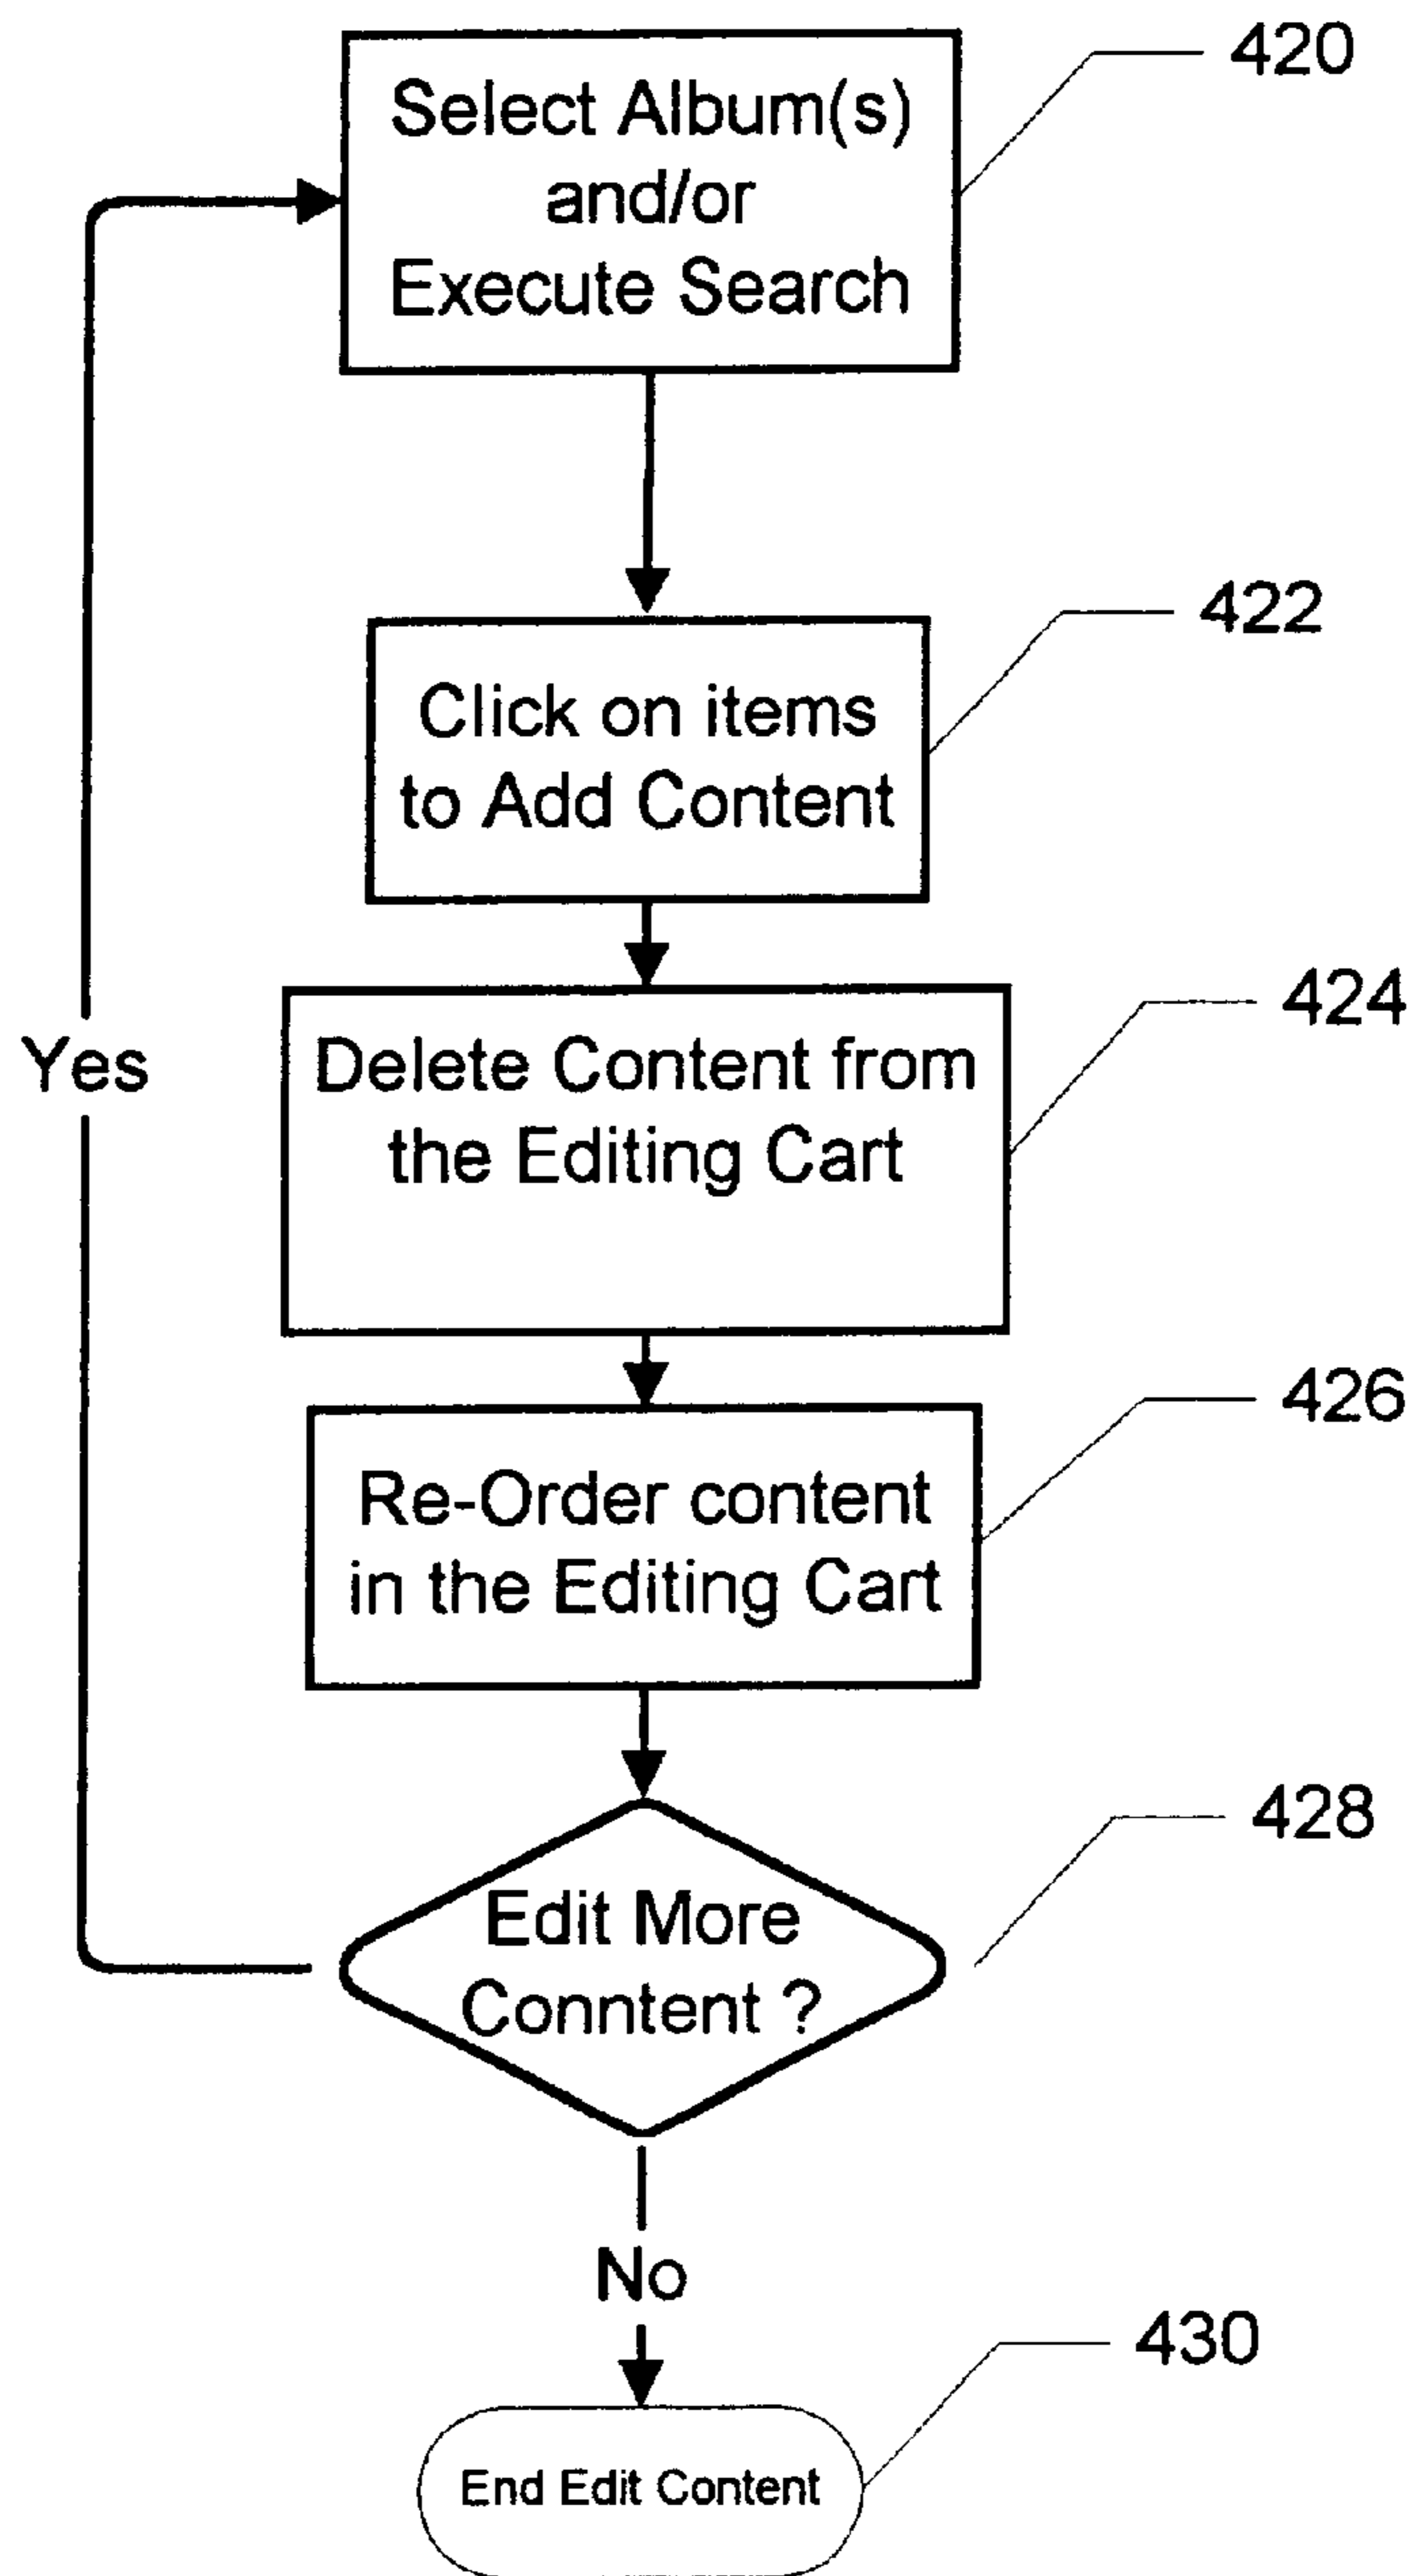 420
Select Album(s)
and/or
Execute Search
422
Click on items
to Add Content
424
Yes
Delete Content from
the Editing Cart
426
Re-Order content
in the Editing Cart
428
Edit More
Conntent ?
No
430
End Edit Content